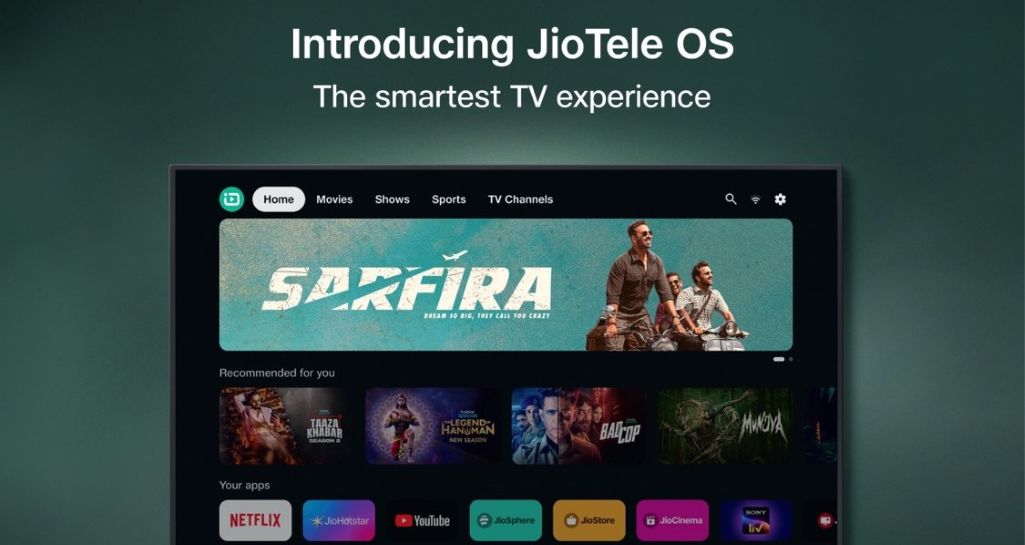 Introducing JioTele OS
The smartest TV experience
Home Movies Shows Sports TV Channels
SARFIRA
DREAM SO BIG, THEY CALL YOU CRAZY
Recommended for you
TAAZA
KHABAR
SEASON 2
THE LEGEND OF
HANUMAN
NEW SEASON
BAD COP
MUNJYA
Your apps
NETFLIX JioHotstar YouTube JioSphere JioStore JioCinema SONY
liv